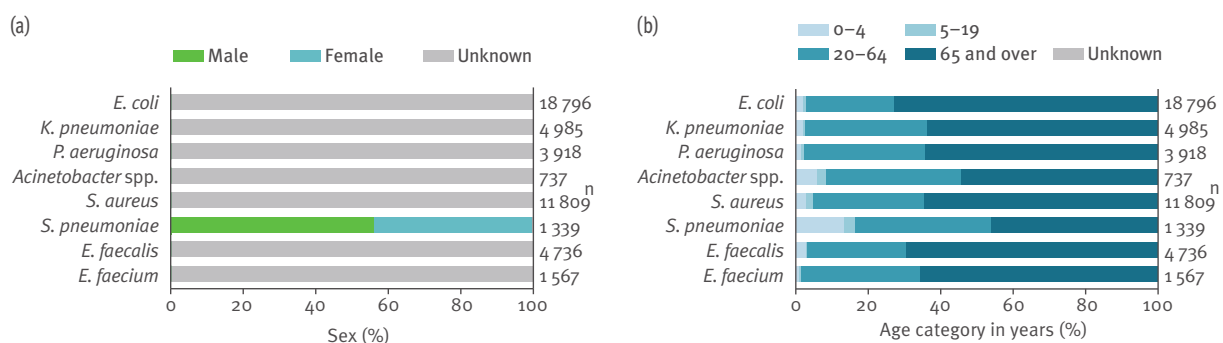 (a)
Male Female Unknown
E. coli 18 796
K. pneumoniae 4 985
P. aeruginosa 3 918
Acinetobacter spp. 737
n
S. aureus 11 809
S. pneumoniae 1 339
E. faecalis 4 736
E. faecium 1 567
0 20 40 60 80 100
Sex (%)
(b)
0–4 5–19
20–64 65 and over Unknown
E. coli 18 796
K. pneumoniae 4 985
P. aeruginosa 3 918
Acinetobacter spp. 737
n
S. aureus 11 809
S. pneumoniae 1 339
E. faecalis 4 736
E. faecium 1 567
0 20 40 60 80 100
Age category in years (%)